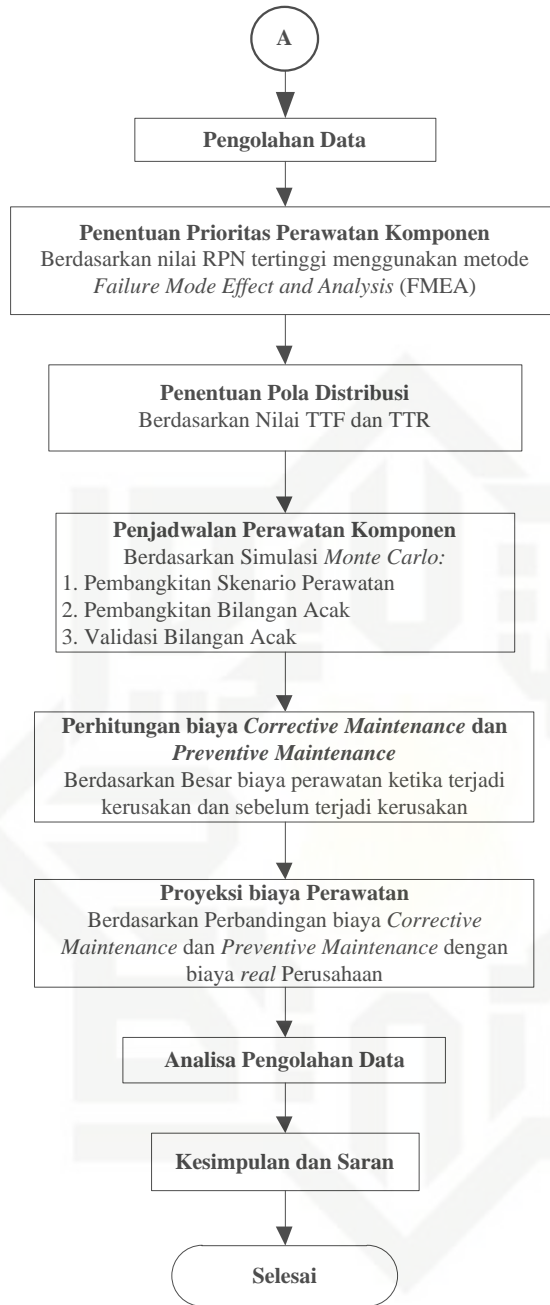 A
Pengolahan Data
Penentuan Prioritas Perawatan Komponen
Berdasarkan nilai RPN tertinggi menggunakan metode
Failure Mode Effect and Analysis (FMEA)
Penentuan Pola Distribusi
Berdasarkan Nilai TTF dan TTR
Penjadwalan Perawatan Komponen
Berdasarkan Simulasi Monte Carlo:
1. Pembangkitan Skenario Perawatan
2. Pembangkitan Bilangan Acak
3. Validasi Bilangan Acak
Perhitungan biaya Corrective Maintenance dan
Preventive Maintenance
Berdasarkan Besar biaya perawatan ketika terjadi
kerusakan dan sebelum terjadi kerusakan
Proyeksi biaya Perawatan
Berdasarkan Perbandingan biaya Corrective
Maintenance dan Preventive Maintenance dengan
biaya real Perusahaan
Analisa Pengolahan Data
Kesimpulan dan Saran
Selesai